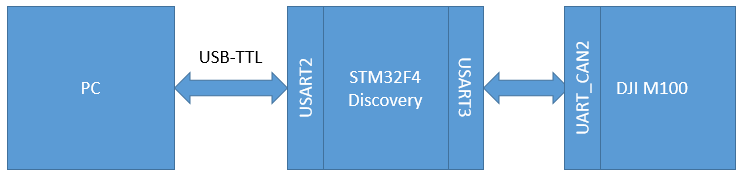 PC
USB-TTL
USART2
STM32F4
Discovery
USART3
UART_CAN2
DJI M100